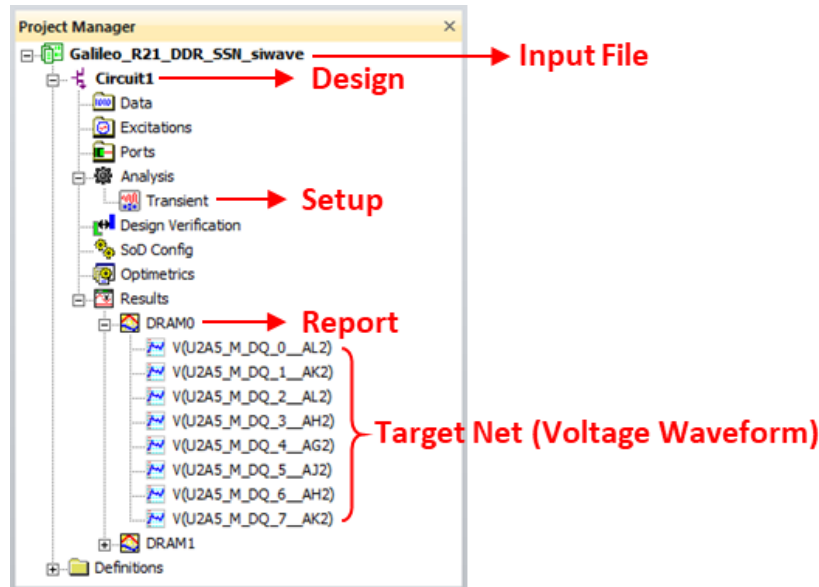 Project Manager
Galileo_R21_DDR_SSN_siwave
Input File
Circuit1
Design
Data
Excitations
Ports
Analysis
Transient
Setup
Design Verification
SoD Config
Optimetrics
Results
DRAM0
Report
V(U2A5_M_DQ_0__AL2)
V(U2A5_M_DQ_1__AK2)
V(U2A5_M_DQ_2__AL2)
V(U2A5_M_DQ_3__AH2)
V(U2A5_M_DQ_4__AG2)
Target Net (Voltage Waveform)
V(U2A5_M_DQ_5__AJ2)
V(U2A5_M_DQ_6__AH2)
V(U2A5_M_DQ_7__AK2)
DRAM1
Definitions